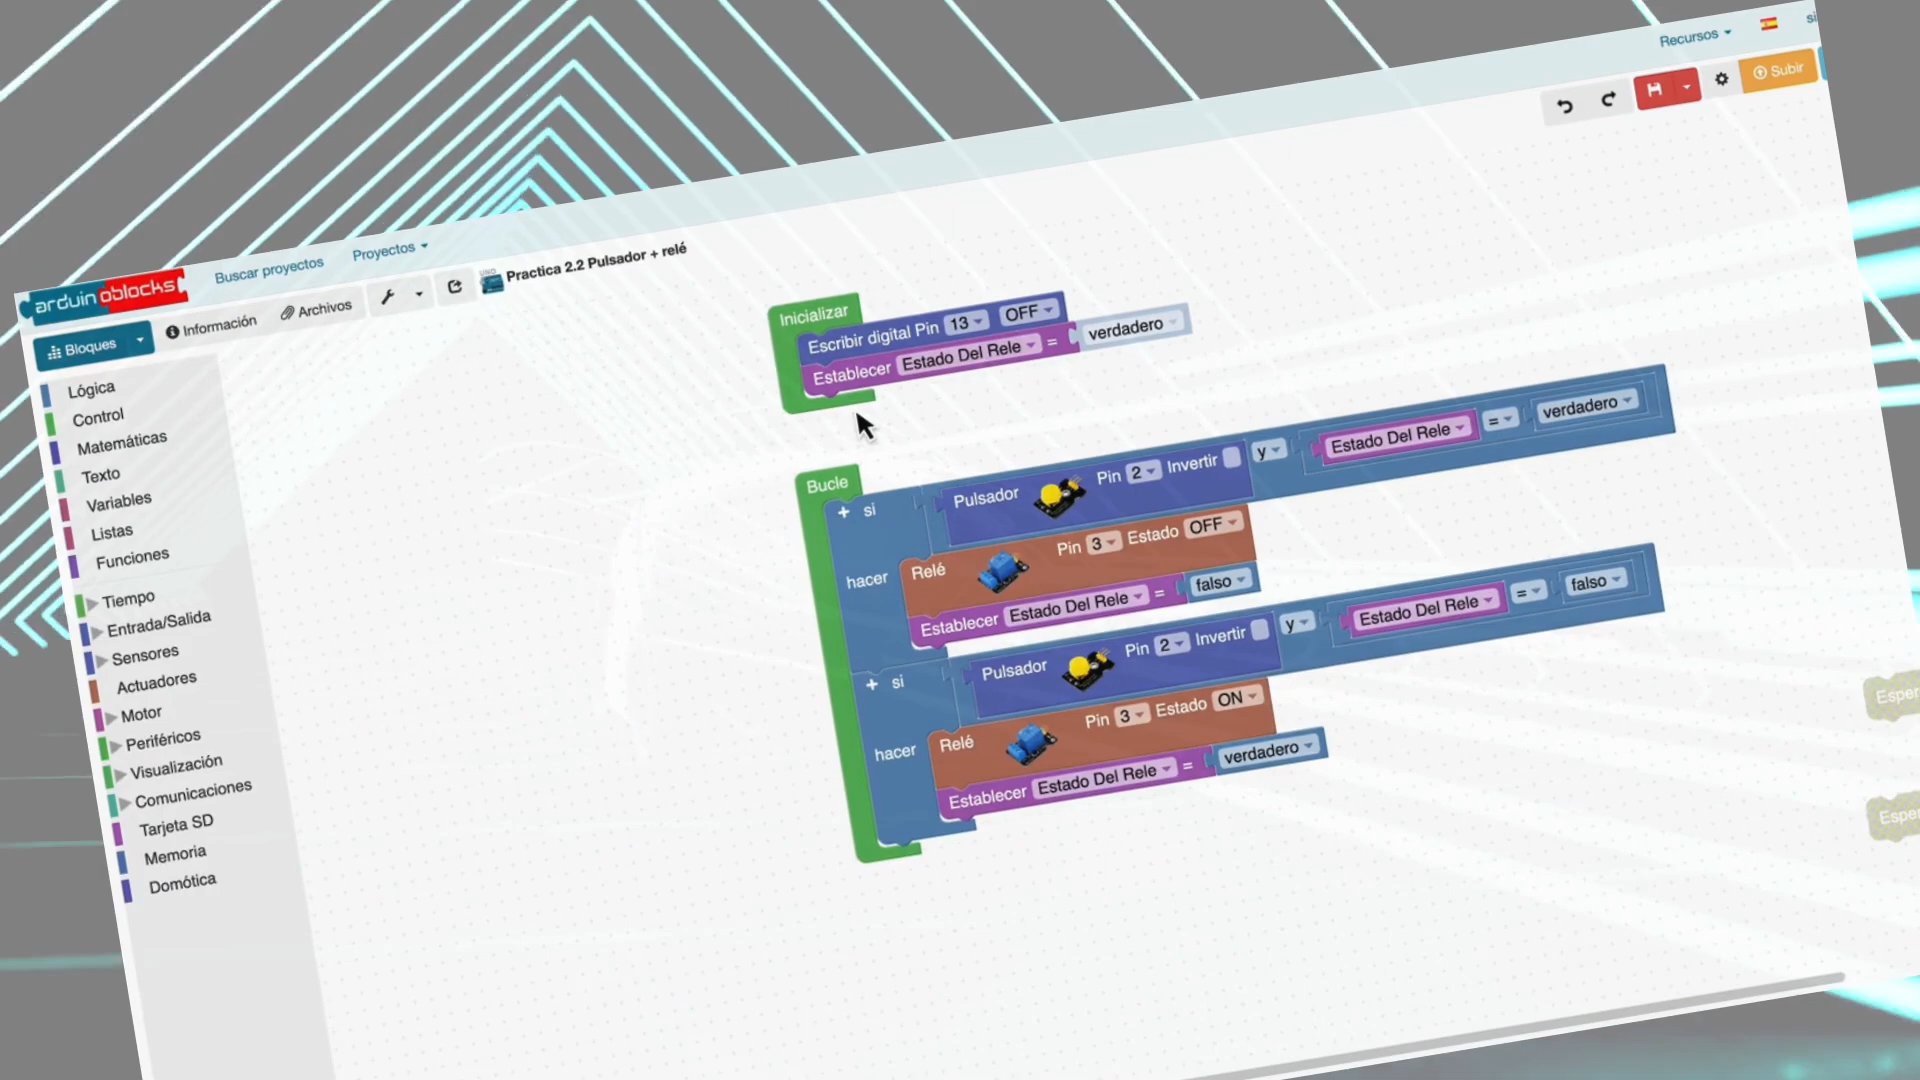 Recursos
si
Subir
arduinoblocks
Buscar proyectos
Proyectos
Bloques
Información
Archivos
UNO
Practica 2.2 Pulsador + relé
Lógica
Control
Matemáticas
Texto
Variables
Listas
Funciones
Tiempo
Entrada/Salida
Sensores
Actuadores
Motor
Periféricos
Visualización
Comunicaciones
Tarjeta SD
Memoria
Domótica
Inicializar
Escribir digital Pin 13 OFF
Establecer Estado Del Rele = verdadero
Bucle
+ si Pulsador Pin 2 Invertir y Estado Del Rele = verdadero
hacer Relé Pin 3 Estado OFF
Establecer Estado Del Rele = falso
+ si Pulsador Pin 2 Invertir y Estado Del Rele = falso
hacer Relé Pin 3 Estado ON
Establecer Estado Del Rele = verdadero
Esper
Esper